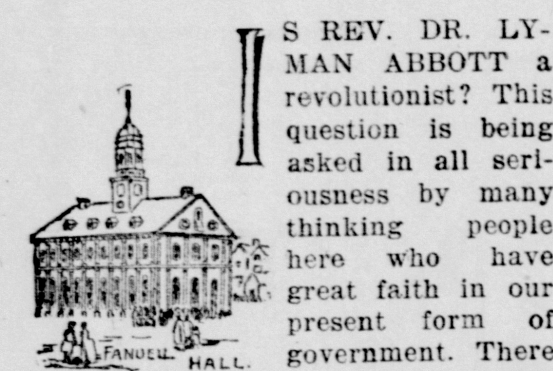 IS REV. DR. LY-
MAN ABBOTT a
revolutionist? This
question is being
asked in all seri-
ousness by many
thinking people
here who have
great faith in our
present form of
government. There
FANUEIL HALL.